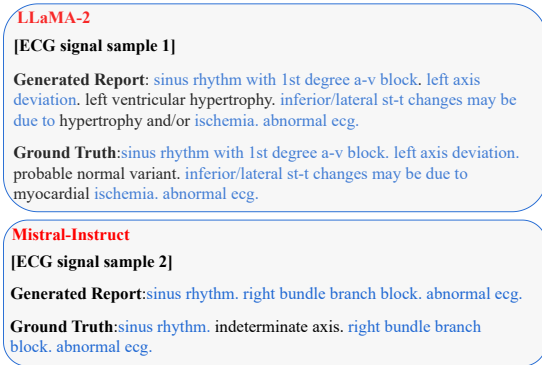 LLaMA-2
[ECG signal sample 1]
Generated Report: sinus rhythm with 1st degree a-v block. left axis
deviation. left ventricular hypertrophy. inferior/lateral st-t changes may be
due to hypertrophy and/or ischemia. abnormal ecg.
Ground Truth:sinus rhythm with 1st degree a-v block. left axis deviation.
probable normal variant. inferior/lateral st-t changes may be due to
myocardial ischemia. abnormal ecg.
Mistral-Instruct
[ECG signal sample 2]
Generated Report:sinus rhythm. right bundle branch block. abnormal ecg.
Ground Truth:sinus rhythm. indeterminate axis. right bundle branch
block. abnormal ecg.